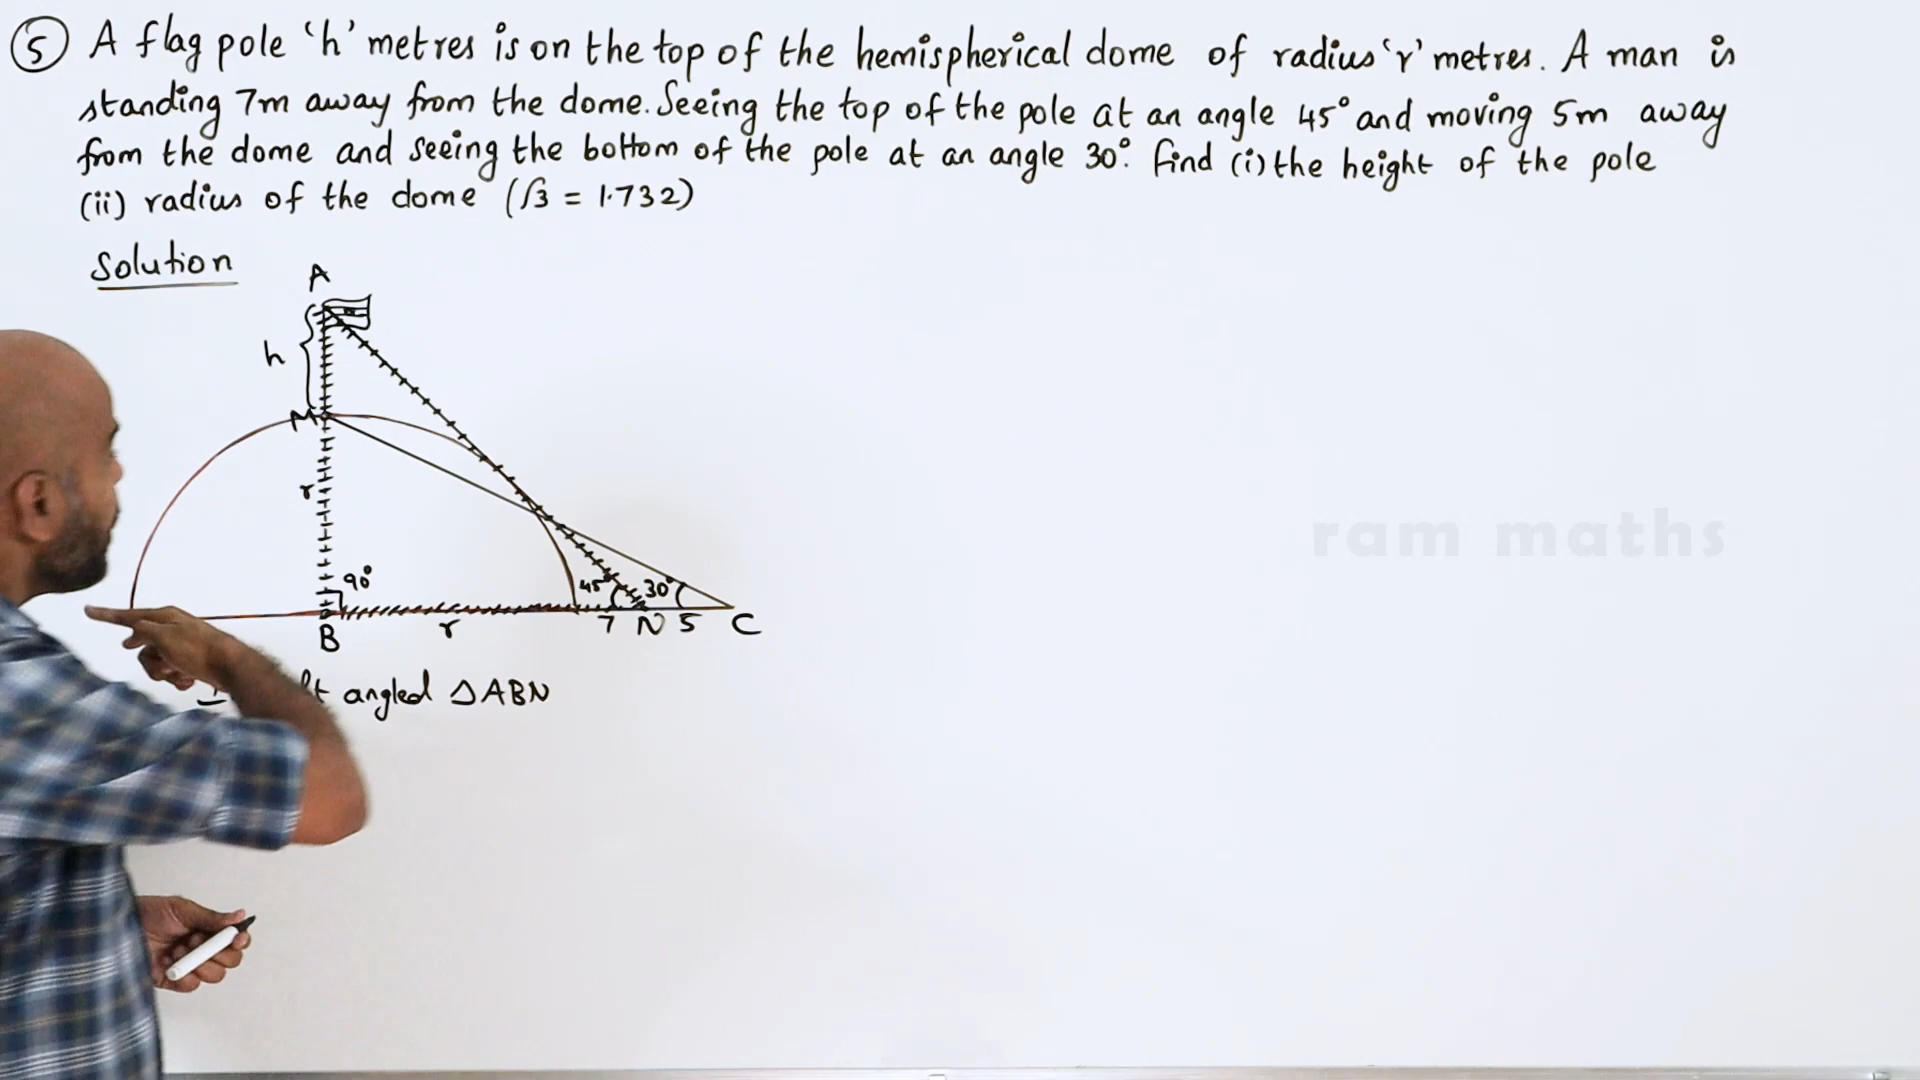 5 A flag pole 'h' metres is on the top of the hemispherical dome of radius 'r' metres. A man is
standing 7m away from the dome. Seeing the top of the pole at an angle 45° and moving 5m away
from the dome and seeing the bottom of the pole at an angle 30°. find (i) the height of the pole
(ii) radius of the dome (√3 = 1.732)
Solution
A
h
M
r
90°
45°
30°
B
r
7 N 5 C
angled △ABN
ram maths